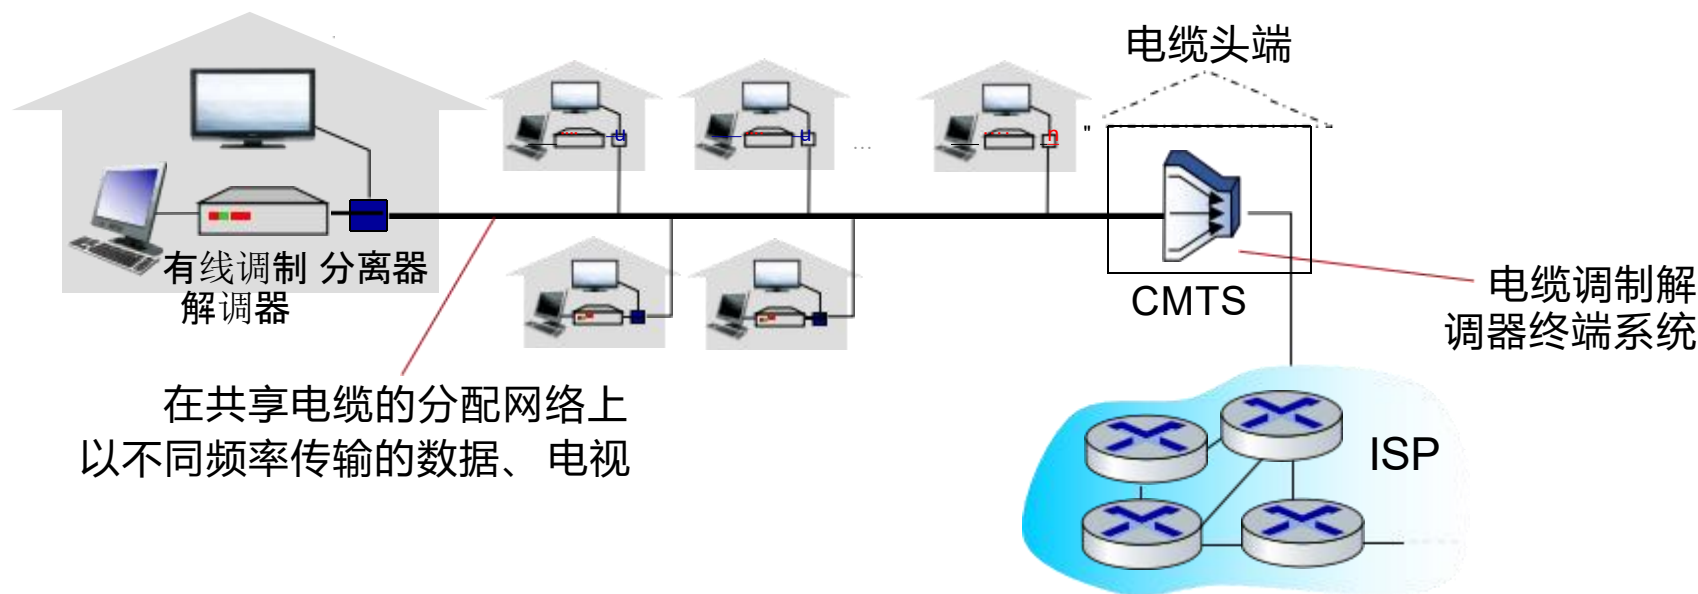 电缆头端
u
u
n
"
...
有线调制 分离器
解调器
CMTS
电缆调制解
调器终端系统
在共享电缆的分配网络上
以不同频率传输的数据、电视
ISP